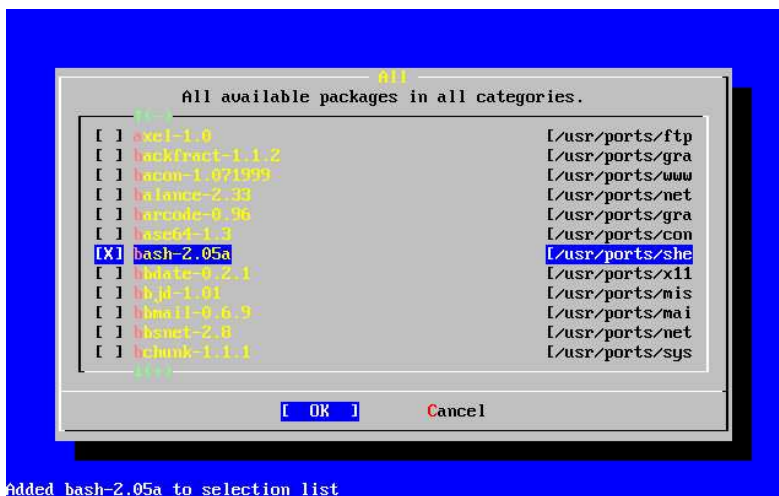 All
All available packages in all categories.
^(-)
[ ] axel-1.0 [/usr/ports/ftp
[ ] backfract-1.1.2 [/usr/ports/gra
[ ] bacon-1.071999 [/usr/ports/www
[ ] balance-2.33 [/usr/ports/net
[ ] barcode-0.96 [/usr/ports/gra
[ ] base64-1.3 [/usr/ports/con
[X] bash-2.05a [/usr/ports/she
[ ] bbdate-0.2.1 [/usr/ports/x11
[ ] bbjd-1.01 [/usr/ports/mis
[ ] bbmail-0.6.9 [/usr/ports/mai
[ ] bbsnet-2.8 [/usr/ports/net
[ ] bchunk-1.1.1 [/usr/ports/sys
v(+)
[ OK ] Cancel
Added bash-2.05a to selection list